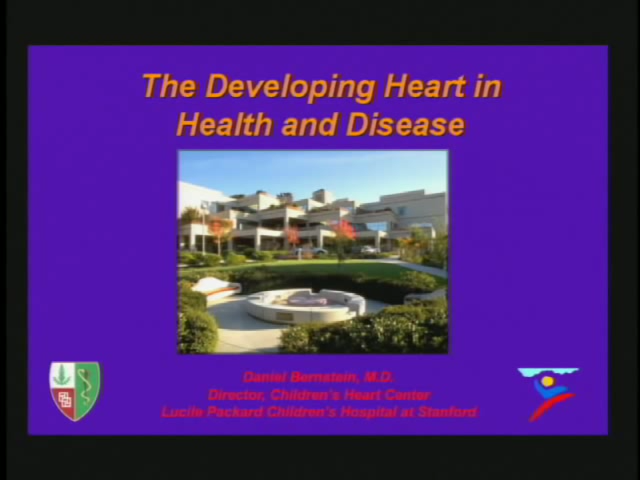 The Developing Heart in
Health and Disease
Daniel Bernstein, M.D.
Director, Children's Heart Center
Lucile Packard Children's Hospital at Stanford